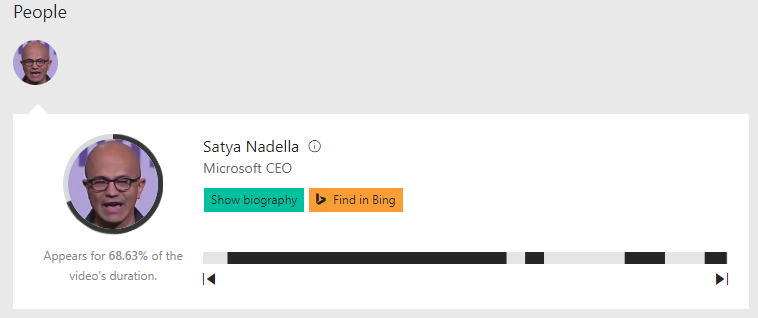 People
Satya Nadella
Microsoft CEO
Show biography
Find in Bing
Appears for 68.63% of the
video's duration.